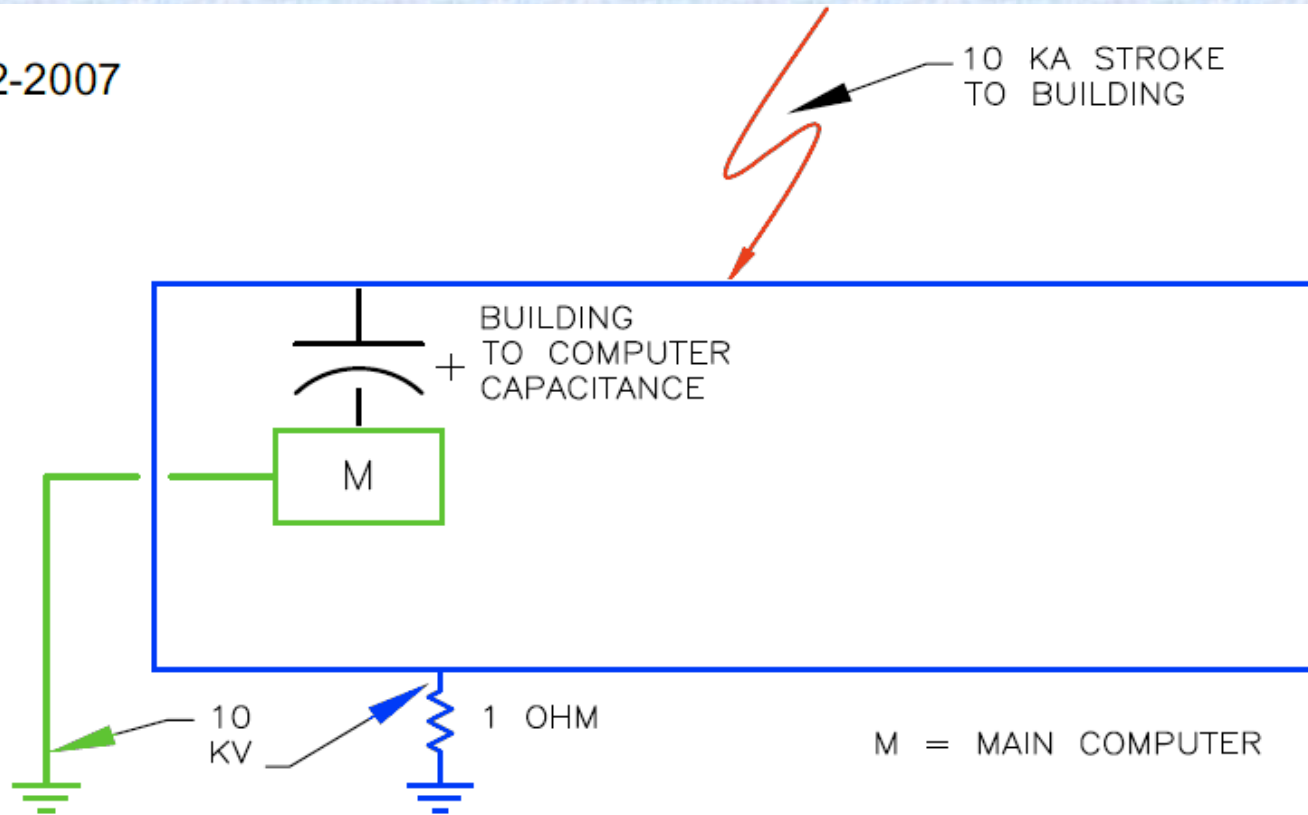 2-2007
10 KA STROKE
TO BUILDING
BUILDING
TO COMPUTER
CAPACITANCE
+
M
10
KV
1 OHM
M = MAIN COMPUTER